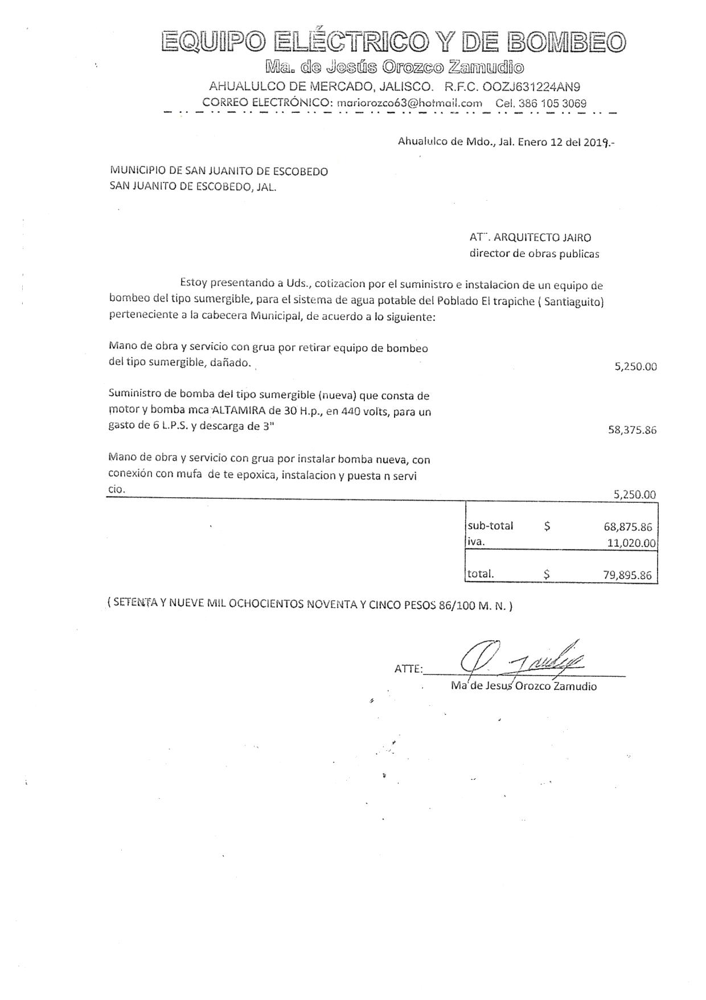 EQUIPO ELÉCTRICO Y DE BOMBEO
Ma. de Jesús Orozco Zamudio
AHUALULCO DE MERCADO, JALISCO. R.F.C. OOZJ631224AN9
CORREO ELECTRÓNICO: mariorozco63@hotmail.com Cel. 386 105 3069
Ahualulco de Mdo., Jal. Enero 12 del 2019.-
MUNICIPIO DE SAN JUANITO DE ESCOBEDO
SAN JUANITO DE ESCOBEDO, JAL.
AT¨. ARQUITECTO JAIRO
director de obras publicas
Estoy presentando a Uds., cotizacion por el suministro e instalacion de un equipo de
bombeo del tipo sumergible, para el sistema de agua potable del Poblado El trapiche ( Santiaguito)
perteneciente a la cabecera Municipal, de acuerdo a lo siguiente:
Mano de obra y servicio con grua por retirar equipo de bombeo
del tipo sumergible, dañado. 5,250.00
Suministro de bomba del tipo sumergible (nueva) que consta de
motor y bomba mca ALTAMIRA de 30 H.p., en 440 volts, para un
gasto de 6 L.P.S. y descarga de 3" 58,375.86
Mano de obra y servicio con grua por instalar bomba nueva, con
conexión con mufa de te epoxica, instalacion y puesta n servi
cio. 5,250.00
sub-total $ 68,875.86
iva. 11,020.00
total. $ 79,895.86
( SETENTA Y NUEVE MIL OCHOCIENTOS NOVENTA Y CINCO PESOS 86/100 M. N. )
O. Zamudio
ATTE:
Ma de Jesus Orozco Zamudio